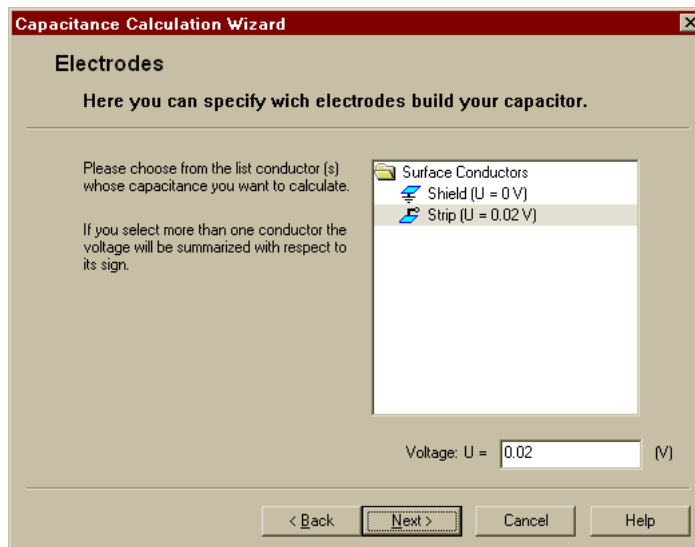 Capacitance Calculation Wizard
Electrodes
Here you can specify wich electrodes build your capacitor.
Please choose from the list conductor (s)
whose capacitance you want to calculate.
If you select more than one conductor the
voltage will be summarized with respect to
its sign.
Surface Conductors
Shield (U = 0 V)
Strip (U = 0.02 V)
Voltage: U = 0.02 (V)
< Back Next > Cancel Help